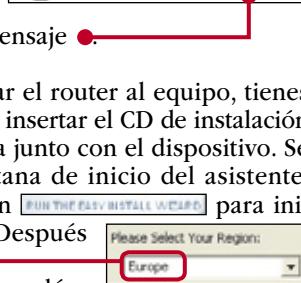 ensaje
ar el router al equipo, tienes
insertar el CD de instalación
a junto con el dispositivo. Se
tana de inicio del asistente
n RUN THE EASY INSTALL WIZARD para ini
Después
Please Select Your Region:
Europe